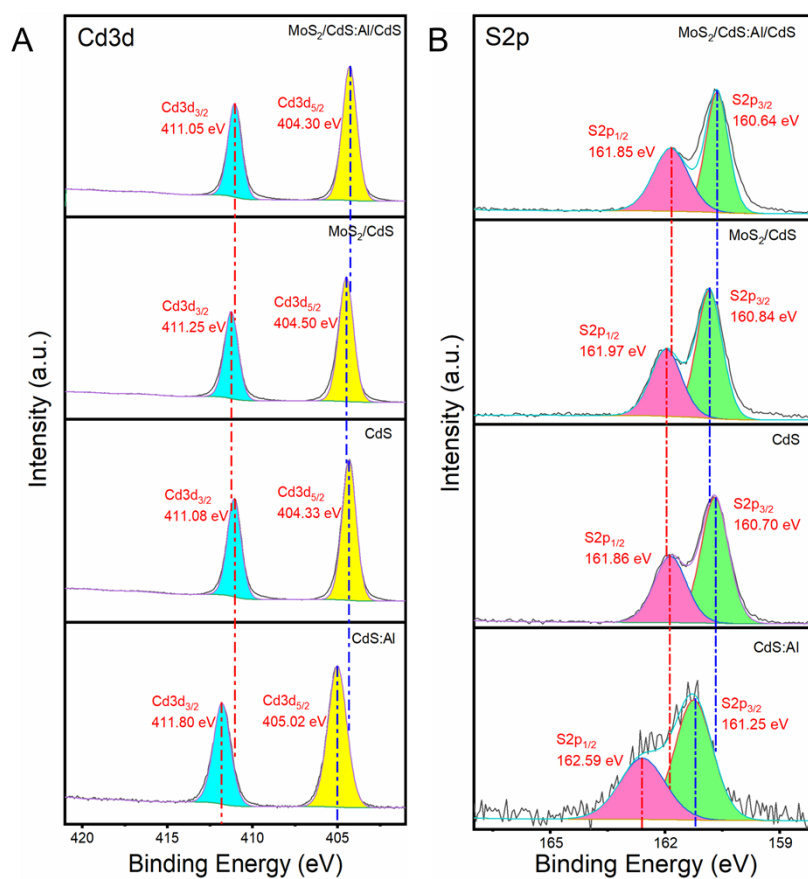 A
Cd3d
MoS₂/CdS:Al/CdS
Cd3d₃/₂
411.05 eV
Cd3d₅/₂
404.30 eV
MoS₂/CdS
Cd3d₃/₂
411.25 eV
Cd3d₅/₂
404.50 eV
CdS
Cd3d₃/₂
411.08 eV
Cd3d₅/₂
404.33 eV
CdS:Al
Cd3d₃/₂
411.80 eV
Cd3d₅/₂
405.02 eV
Intensity (a.u.)
420
415
410
405
Binding Energy (eV)
B
S2p
MoS₂/CdS:Al/CdS
S2p₁/₂
161.85 eV
S2p₃/₂
160.64 eV
MoS₂/CdS
S2p₁/₂
161.97 eV
S2p₃/₂
160.84 eV
CdS
S2p₁/₂
161.86 eV
S2p₃/₂
160.70 eV
CdS:Al
S2p₁/₂
162.59 eV
S2p₃/₂
161.25 eV
Intensity (a.u.)
165
162
159
Binding Energy (eV)